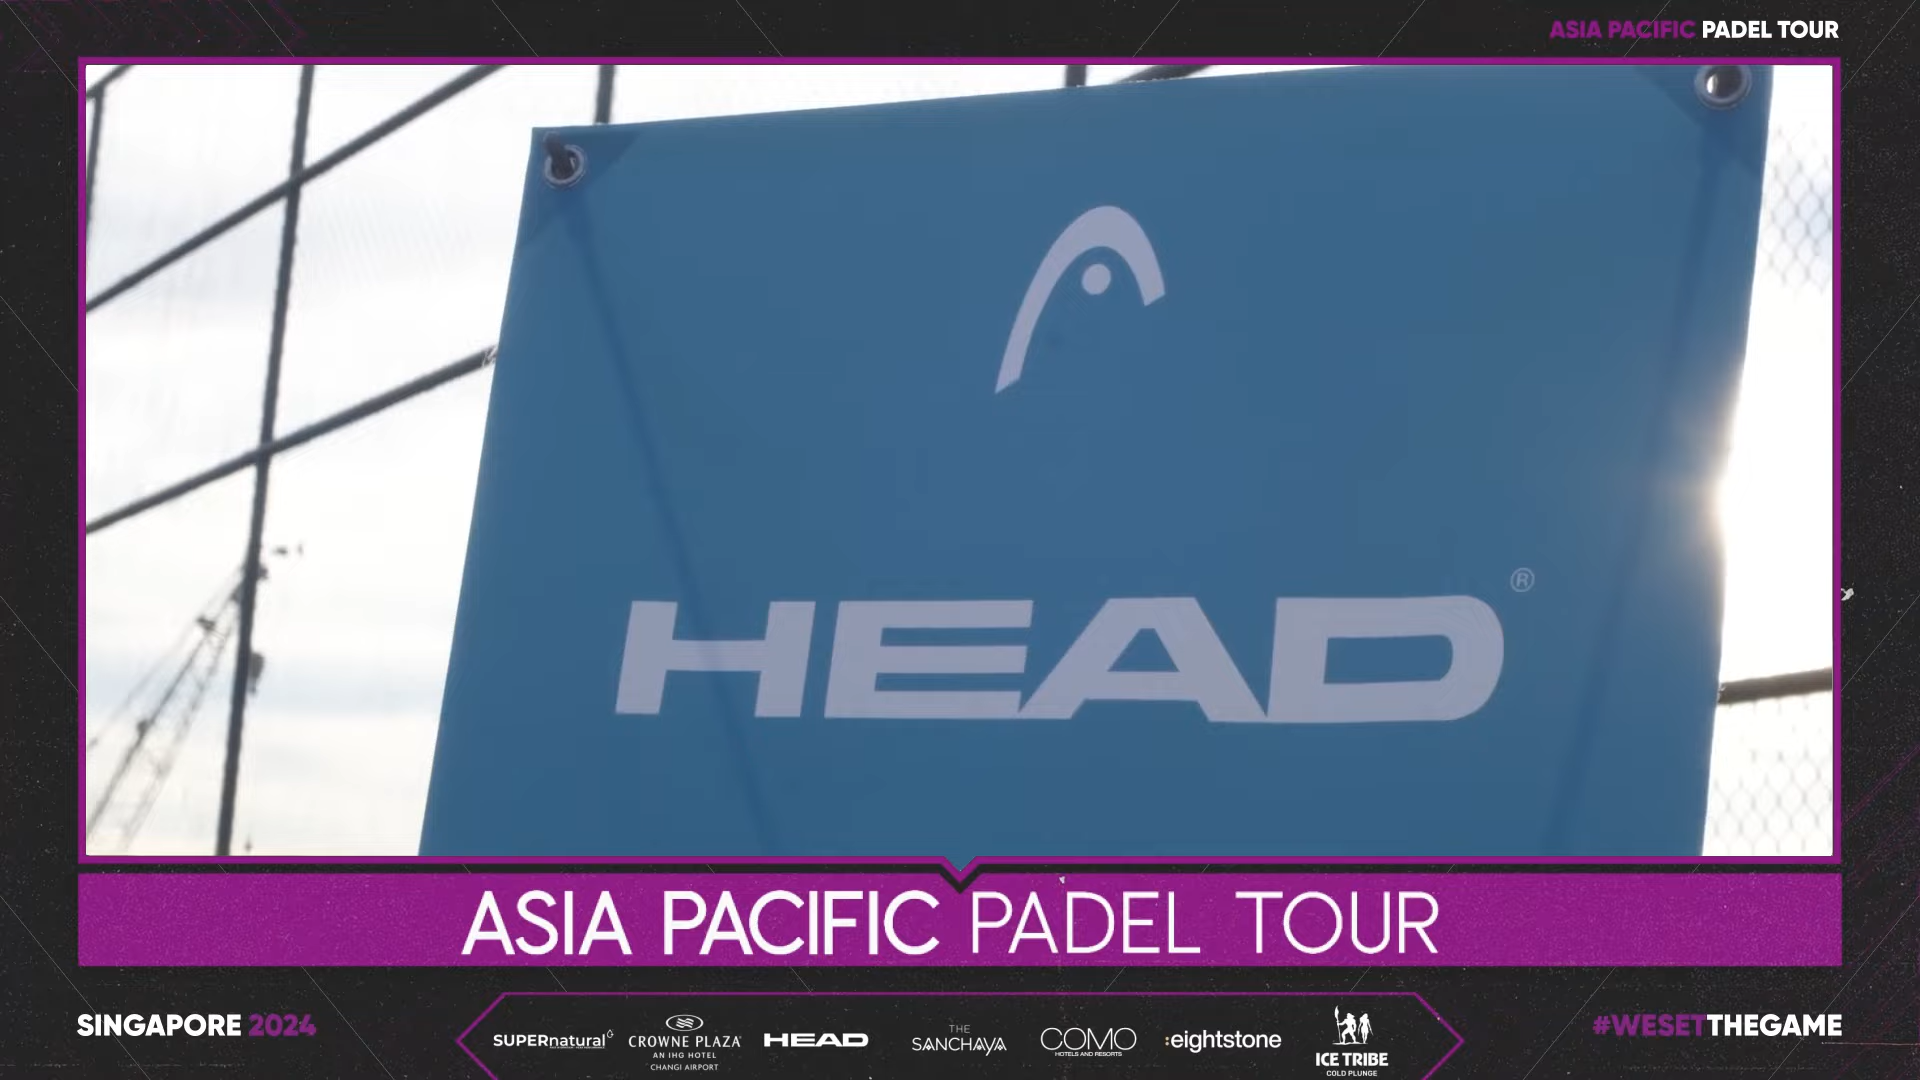 ASIA PACIFIC PADEL TOUR
HEAD®
ASIA PACIFIC PADEL TOUR
SINGAPORE 2024
SUPERnatural
CROWNE PLAZA
AN IHG HOTEL
CHANGI AIRPORT
HEAD
THE
SANCHAYA
COMO
HOTELS AND RESORTS
:eightstone
ICE TRIBE
COLD PLUNGE
#WESETTHEGAME